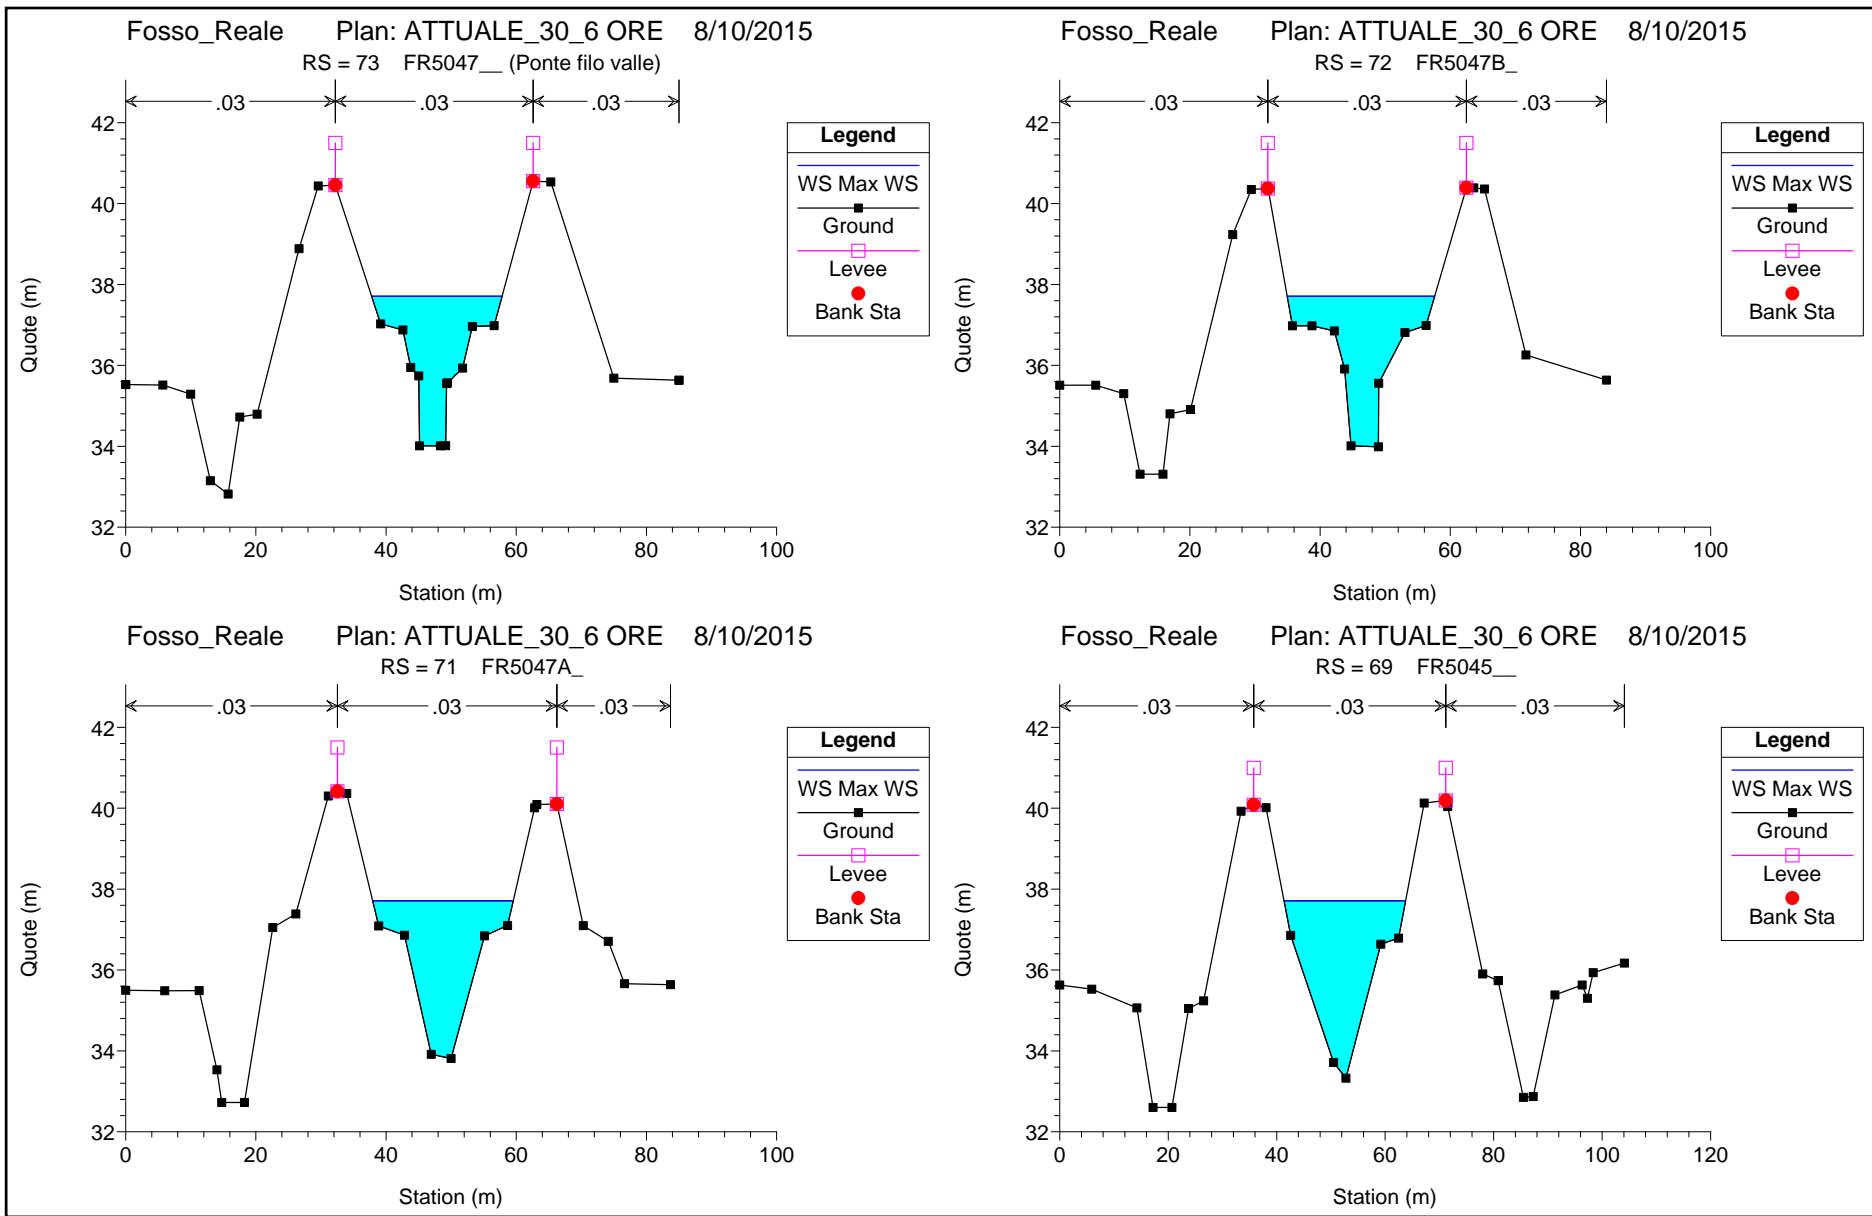 Fosso_Reale Plan: ATTUALE_30_6 ORE 8/10/2015
RS = 73 FR5047__ (Ponte filo valle)
.03 .03 .03
42
40
38
36
34
32
Quote (m)
0 20 40 60 80 100
Station (m)
Legend
WS Max WS
Ground
Levee
Bank Sta
Fosso_Reale Plan: ATTUALE_30_6 ORE 8/10/2015
RS = 72 FR5047B_
.03 .03 .03
42
40
38
36
34
32
Quote (m)
0 20 40 60 80 100
Station (m)
Legend
WS Max WS
Ground
Levee
Bank Sta
Fosso_Reale Plan: ATTUALE_30_6 ORE 8/10/2015
RS = 71 FR5047A_
.03 .03 .03
42
40
38
36
34
32
Quote (m)
0 20 40 60 80 100
Station (m)
Legend
WS Max WS
Ground
Levee
Bank Sta
Fosso_Reale Plan: ATTUALE_30_6 ORE 8/10/2015
RS = 69 FR5045__
.03 .03 .03
42
40
38
36
34
32
Quote (m)
0 20 40 60 80 100 120
Station (m)
Legend
WS Max WS
Ground
Levee
Bank Sta